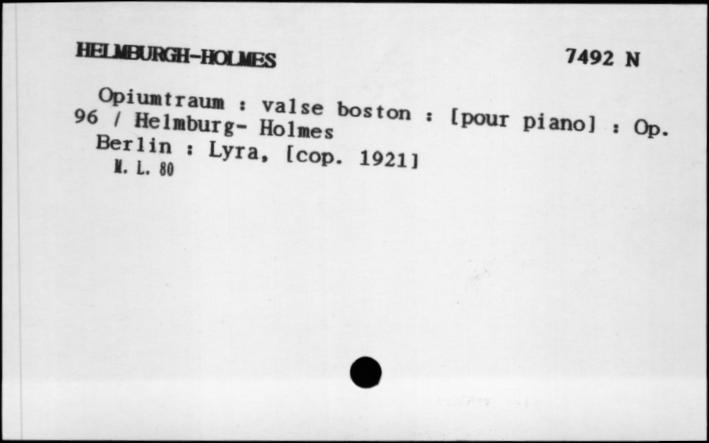 HELMBURGH-HOLMES
7492 N
Opiumtraum : valse boston : [pour piano] : Op.
96 / Helmburg- Holmes
Berlin : Lyra, [cop. 1921]
M. L. 80